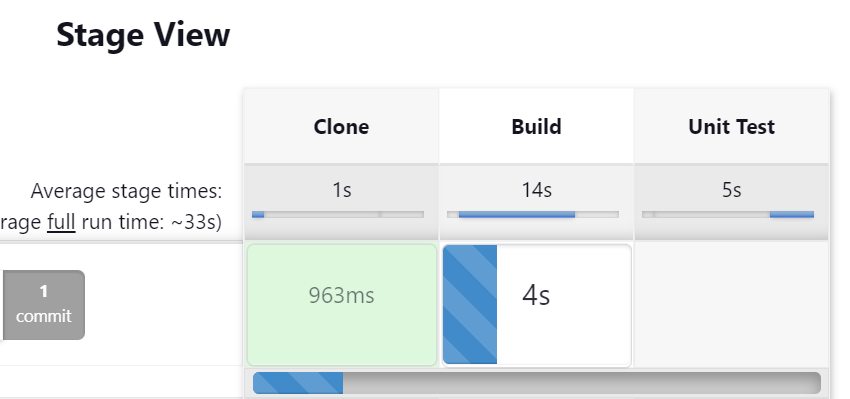 Stage View
Clone Build Unit Test
Average stage times: 1s 14s 5s
rage full run time: ~33s)
963ms 4s
1
commit